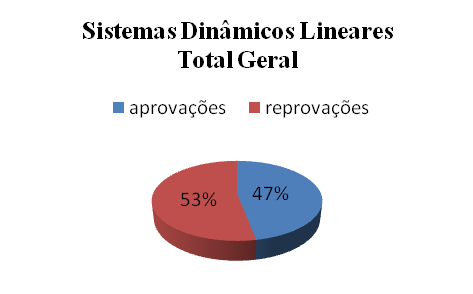 Sistemas Dinâmicos Lineares
Total Geral
aprovações reprovações
53% 47%